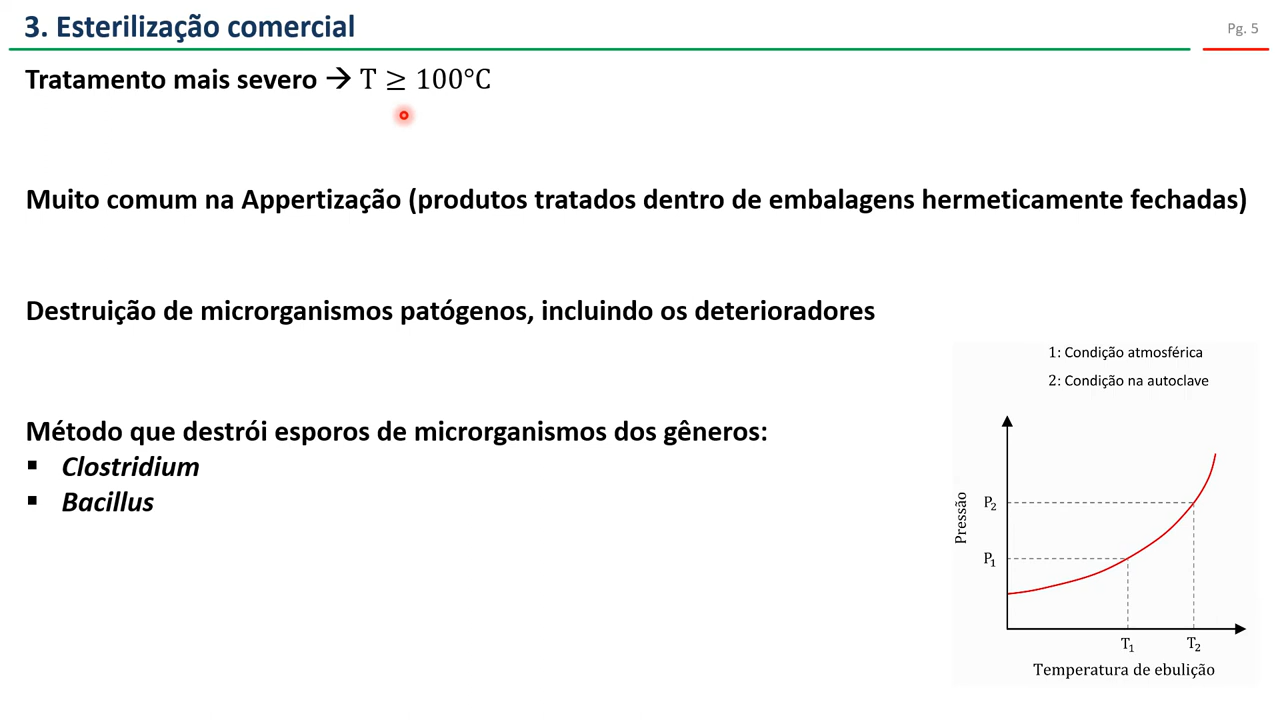 3. Esterilização comercial
Pg. 5
Tratamento mais severo → T ≥ 100°C
Muito comum na Appertização (produtos tratados dentro de embalagens hermeticamente fechadas)
Destruição de microrganismos patógenos, incluindo os deterioradores
Método que destrói esporos de microrganismos dos gêneros:
▪ Clostridium
▪ Bacillus
1: Condição atmosférica
2: Condição na autoclave
Pressão
P₂
P₁
T₁
T₂
Temperatura de ebulição